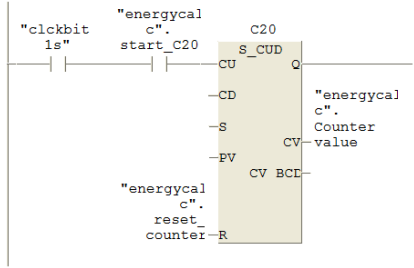 "clckbit
1s"
"energycal
c".
start_C20
C20
S_CUD
CU
Q
CD
S
"energycal
c".
Counter
value
CV
PV
CV BCD
"energycal
c".
reset_
counter
R